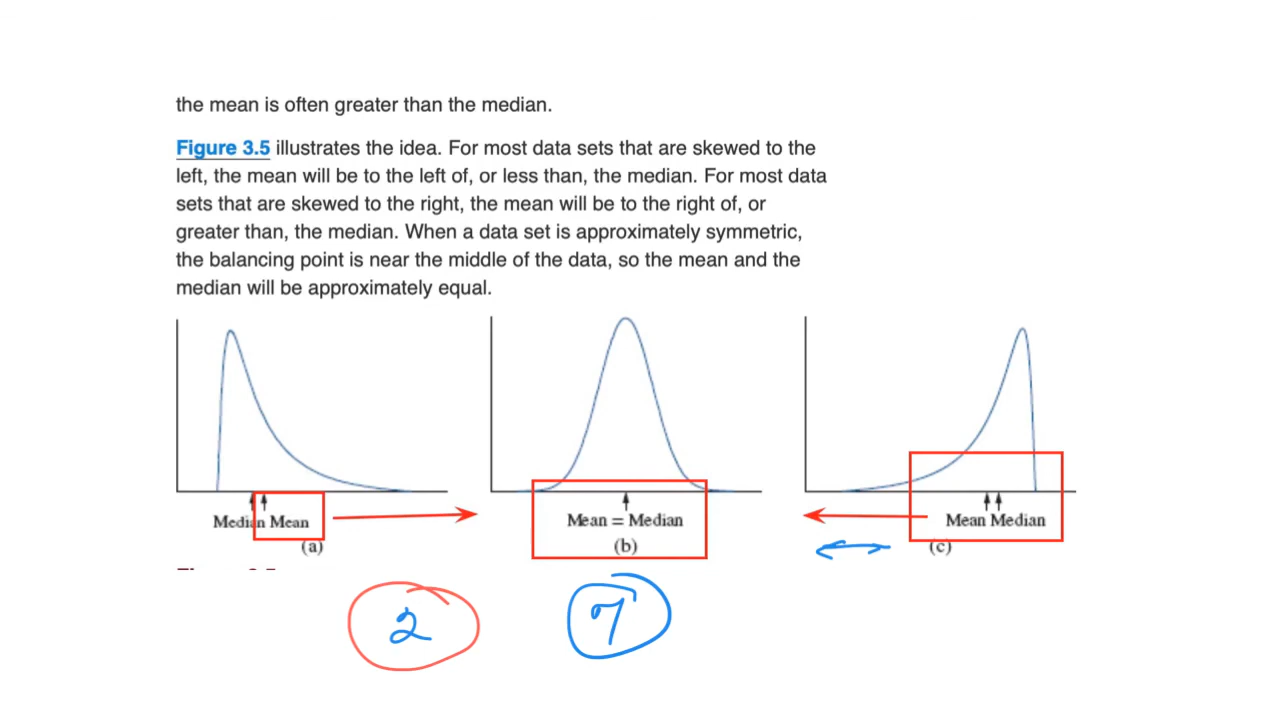 the mean is often greater than the median.
Figure 3.5 illustrates the idea. For most data sets that are skewed to the
left, the mean will be to the left of, or less than, the median. For most data
sets that are skewed to the right, the mean will be to the right of, or
greater than, the median. When a data set is approximately symmetric,
the balancing point is near the middle of the data, so the mean and the
median will be approximately equal.
Median Mean
(a)
Mean = Median
(b)
Mean Median
(c)
2
7